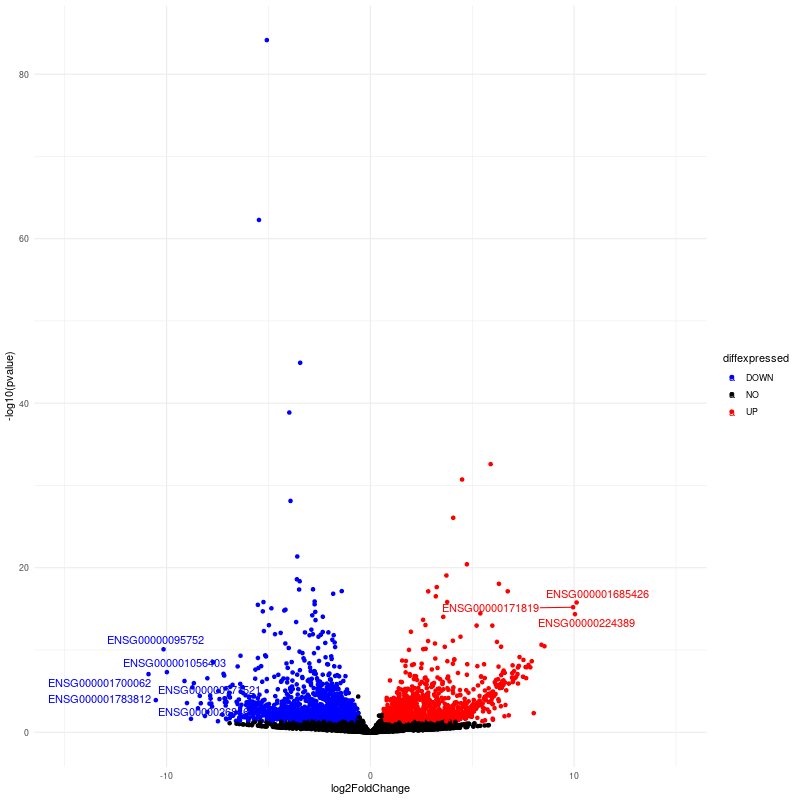 80
60
40
20
0
-log10(pvalue)
ENSG000001685426
ENSG00000171819
ENSG00000224389
ENSG00000095752
ENSG000001056403
ENSG000001700062
ENSG000001783812
-10
0
10
log2FoldChange
diffexpressed
a DOWN
a NO
a UP